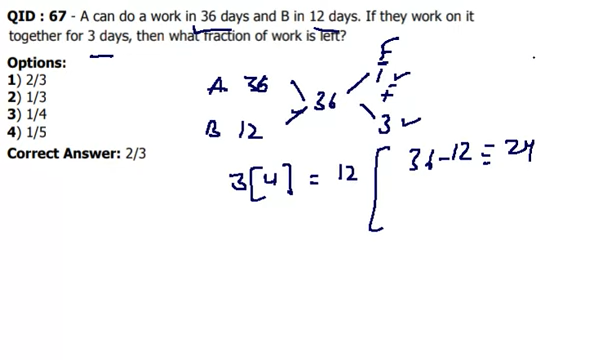 QID : 67 - A can do a work in 36 days and B in 12 days. If they work on it
together for 3 days, then what fraction of work is left?
Options:
1) 2/3
2) 1/3
3) 1/4
4) 1/5
Correct Answer: 2/3
E
A 36
36
1
+
B 12
3
3[4] = 12 [ 36-12 = 24